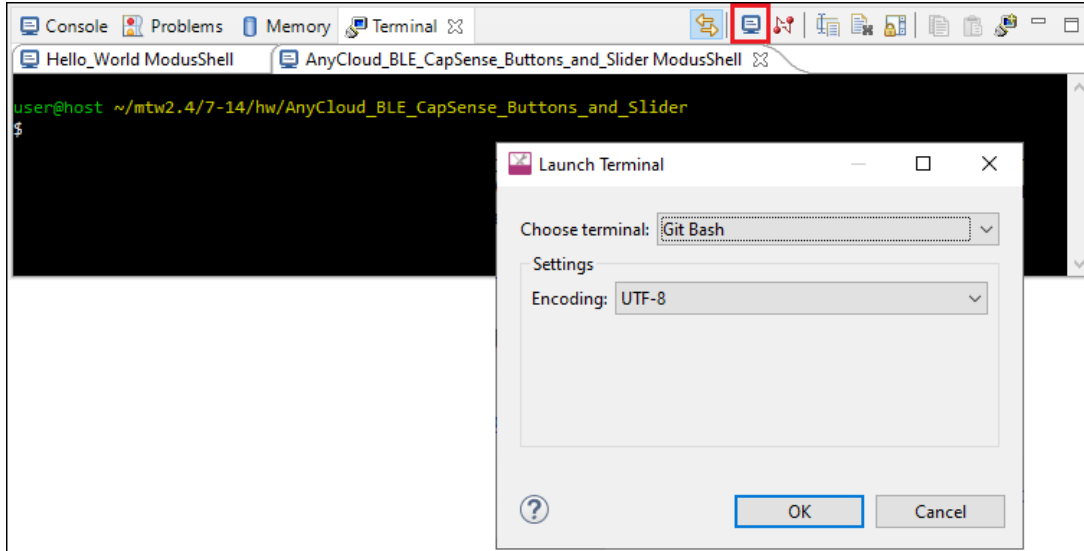 Console Problems Memory Terminal
Hello_World ModusShell AnyCloud_BLE_CapSense_Buttons_and_Slider ModusShell
user@host ~/mtw2.4/7-14/hw/AnyCloud_BLE_CapSense_Buttons_and_Slider
$
Launch Terminal
Choose terminal: Git Bash
Settings
Encoding: UTF-8
?
OK Cancel